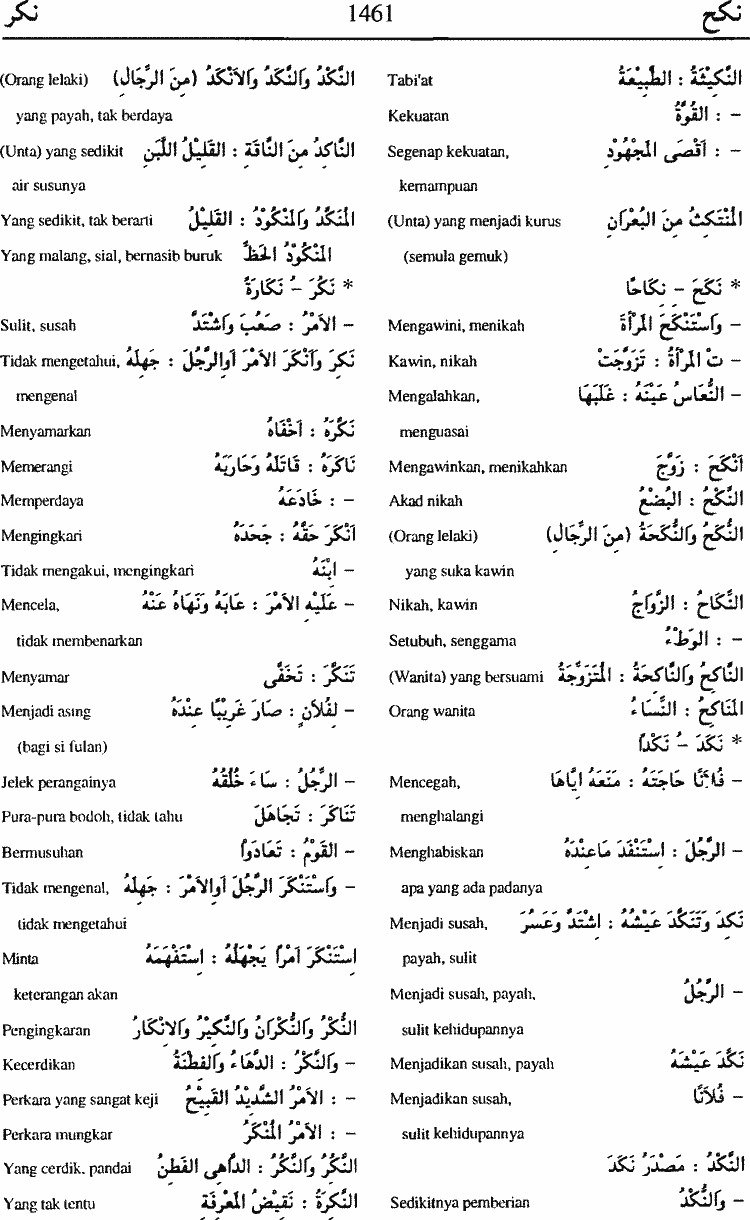 نكح 1461 نكر
النَّكِيْثَةُ : الطَّبِيْعَةُ Tabi'at
- : القُوَّةُ Kekuatan
- : اَقْصَى المَجْهُوْدِ Segenap kekuatan,
kemampuan
المُنْتَكِثُ مِنَ البُعْرَانِ (Unta) yang menjadi kurus
(semula gemuk)
* نَكَحَ - نِكَاحًا
- وَاسْتَنْكَحَ المَرْأَةَ Mengawini, menikah
- تْ المَرْأَةُ : تَزَوَّجَتْ Kawin, nikah
- النُّعَاسُ عَيْنَهُ : غَلَبَهَا Mengalahkan,
menguasai
اَنْكَحَ : زَوَّجَ Mengawinkan, menikahkan
النُّكْحُ : البُضْعُ Akad nikah
النُّكَحُ وَالنُّكَحَةُ (مِنَ الرِّجَالِ) (Orang lelaki)
yang suka kawin
النِّكَاحُ : الزَّوَاجُ Nikah, kawin
- : الوَطْءُ Setubuh, senggama
النَّاكِحُ وَالنَّاكِحَةُ : المُتَزَوِّجَةُ (Wanita) yang bersuami
المَنَاكِحُ : النِّسَاءُ Orang wanita
* نَكَدَ - نَكْدًا
- فُلاَنًا حَاجَتَهُ : مَنَعَهُ اِيَّاهَا Mencegah,
menghalangi
- الرَّجُلَ : اسْتَنْفَدَ مَاعِنْدَهُ Menghabiskan
apa yang ada padanya
نَكِدَ وَتَنَكَّدَ عَيْشُهُ : اشْتَدَّ وَعَسُرَ Menjadi susah,
payah, sulit
- الرَّجُلُ Menjadi susah, payah,
sulit kehidupannya
نَكَّدَ عَيْشَهُ Menjadikan susah, payah
- فُلاَنًا Menjadikan susah,
sulit kehidupannya
النَّكْدُ : مَصْدَرُ نَكَدَ
- وَالنُّكْدُ Sedikitnya pemberian
النَّكْدُ وَالنَّكَدُ وَالاَنْكَدُ (مِنَ الرِّجَالِ) (Orang lelaki)
yang payah, tak berdaya
النَّاكِدُ مِنَ النَّاقَةِ : القَلِيْلُ اللَّبَنِ (Unta) yang sedikit
air susunya
المُنَكَّدُ وَالمَنْكُوْدُ : القَلِيْلُ Yang sedikit, tak berarti
المَنْكُوْدُ الحَظِّ Yang malang, sial, bernasib buruk
* نَكُرَ - نَكَارَةً
- الاَمْرُ : صَعُبَ وَاشْتَدَّ Sulit, susah
نَكِرَ وَاَنْكَرَ الاَمْرَ اَوِالرَّجُلَ : جَهِلَهُ Tidak mengetahui,
mengenal
نَكَّرَهُ : اَخْفَاهُ Menyamarkan
نَاكَرَهُ : قَاتَلَهُ وَحَارَبَهُ Memerangi
- : خَادَعَهُ Memperdaya
اَنْكَرَ حَقَّهُ : جَحَدَهُ Mengingkari
- ابْنَهُ Tidak mengakui, mengingkari
- عَلَيْهِ الاَمْرَ : عَابَهُ وَنَهَاهُ عَنْهُ Mencela,
tidak membenarkan
تَنَكَّرَ : تَخَفَّى Menyamar
- لِفُلاَنٍ : صَارَ غَرِيْبًا عِنْدَهُ Menjadi asing
(bagi si fulan)
- الرَّجُلُ : سَاءَ خُلُقُهُ Jelek perangainya
تَنَاكَرَ : تَجَاهَلَ Pura-pura bodoh, tidak tahu
- القَوْمُ : تَعَادَوْا Bermusuhan
- وَاسْتَنْكَرَ الرَّجُلَ اَوِالاَمْرَ : جَهِلَهُ Tidak mengenal,
tidak mengetahui
اسْتَنْكَرَ اَمْرًا يَجْهَلُهُ : اسْتَفْهَمَهُ Minta
keterangan akan
النُّكْرُ وَالنُّكْرَانُ وَالنَّكِيْرُ وَالاِنْكَارُ Pengingkaran
- وَالنَّكْرُ : الدَّهَاءُ وَالفِطْنَةُ Kecerdikan
- : الاَمْرُ الشَّدِيْدُ القَبِيْحُ Perkara yang sangat keji
- : الاَمْرُ المُنْكَرُ Perkara mungkar
النَّكُرُ وَالنَّكِرُ : الدَّاهِى الفَطِنُ Yang cerdik, pandai
النَّكِرَةُ : نَقِيْضُ المَعْرِفَةِ Yang tak tentu